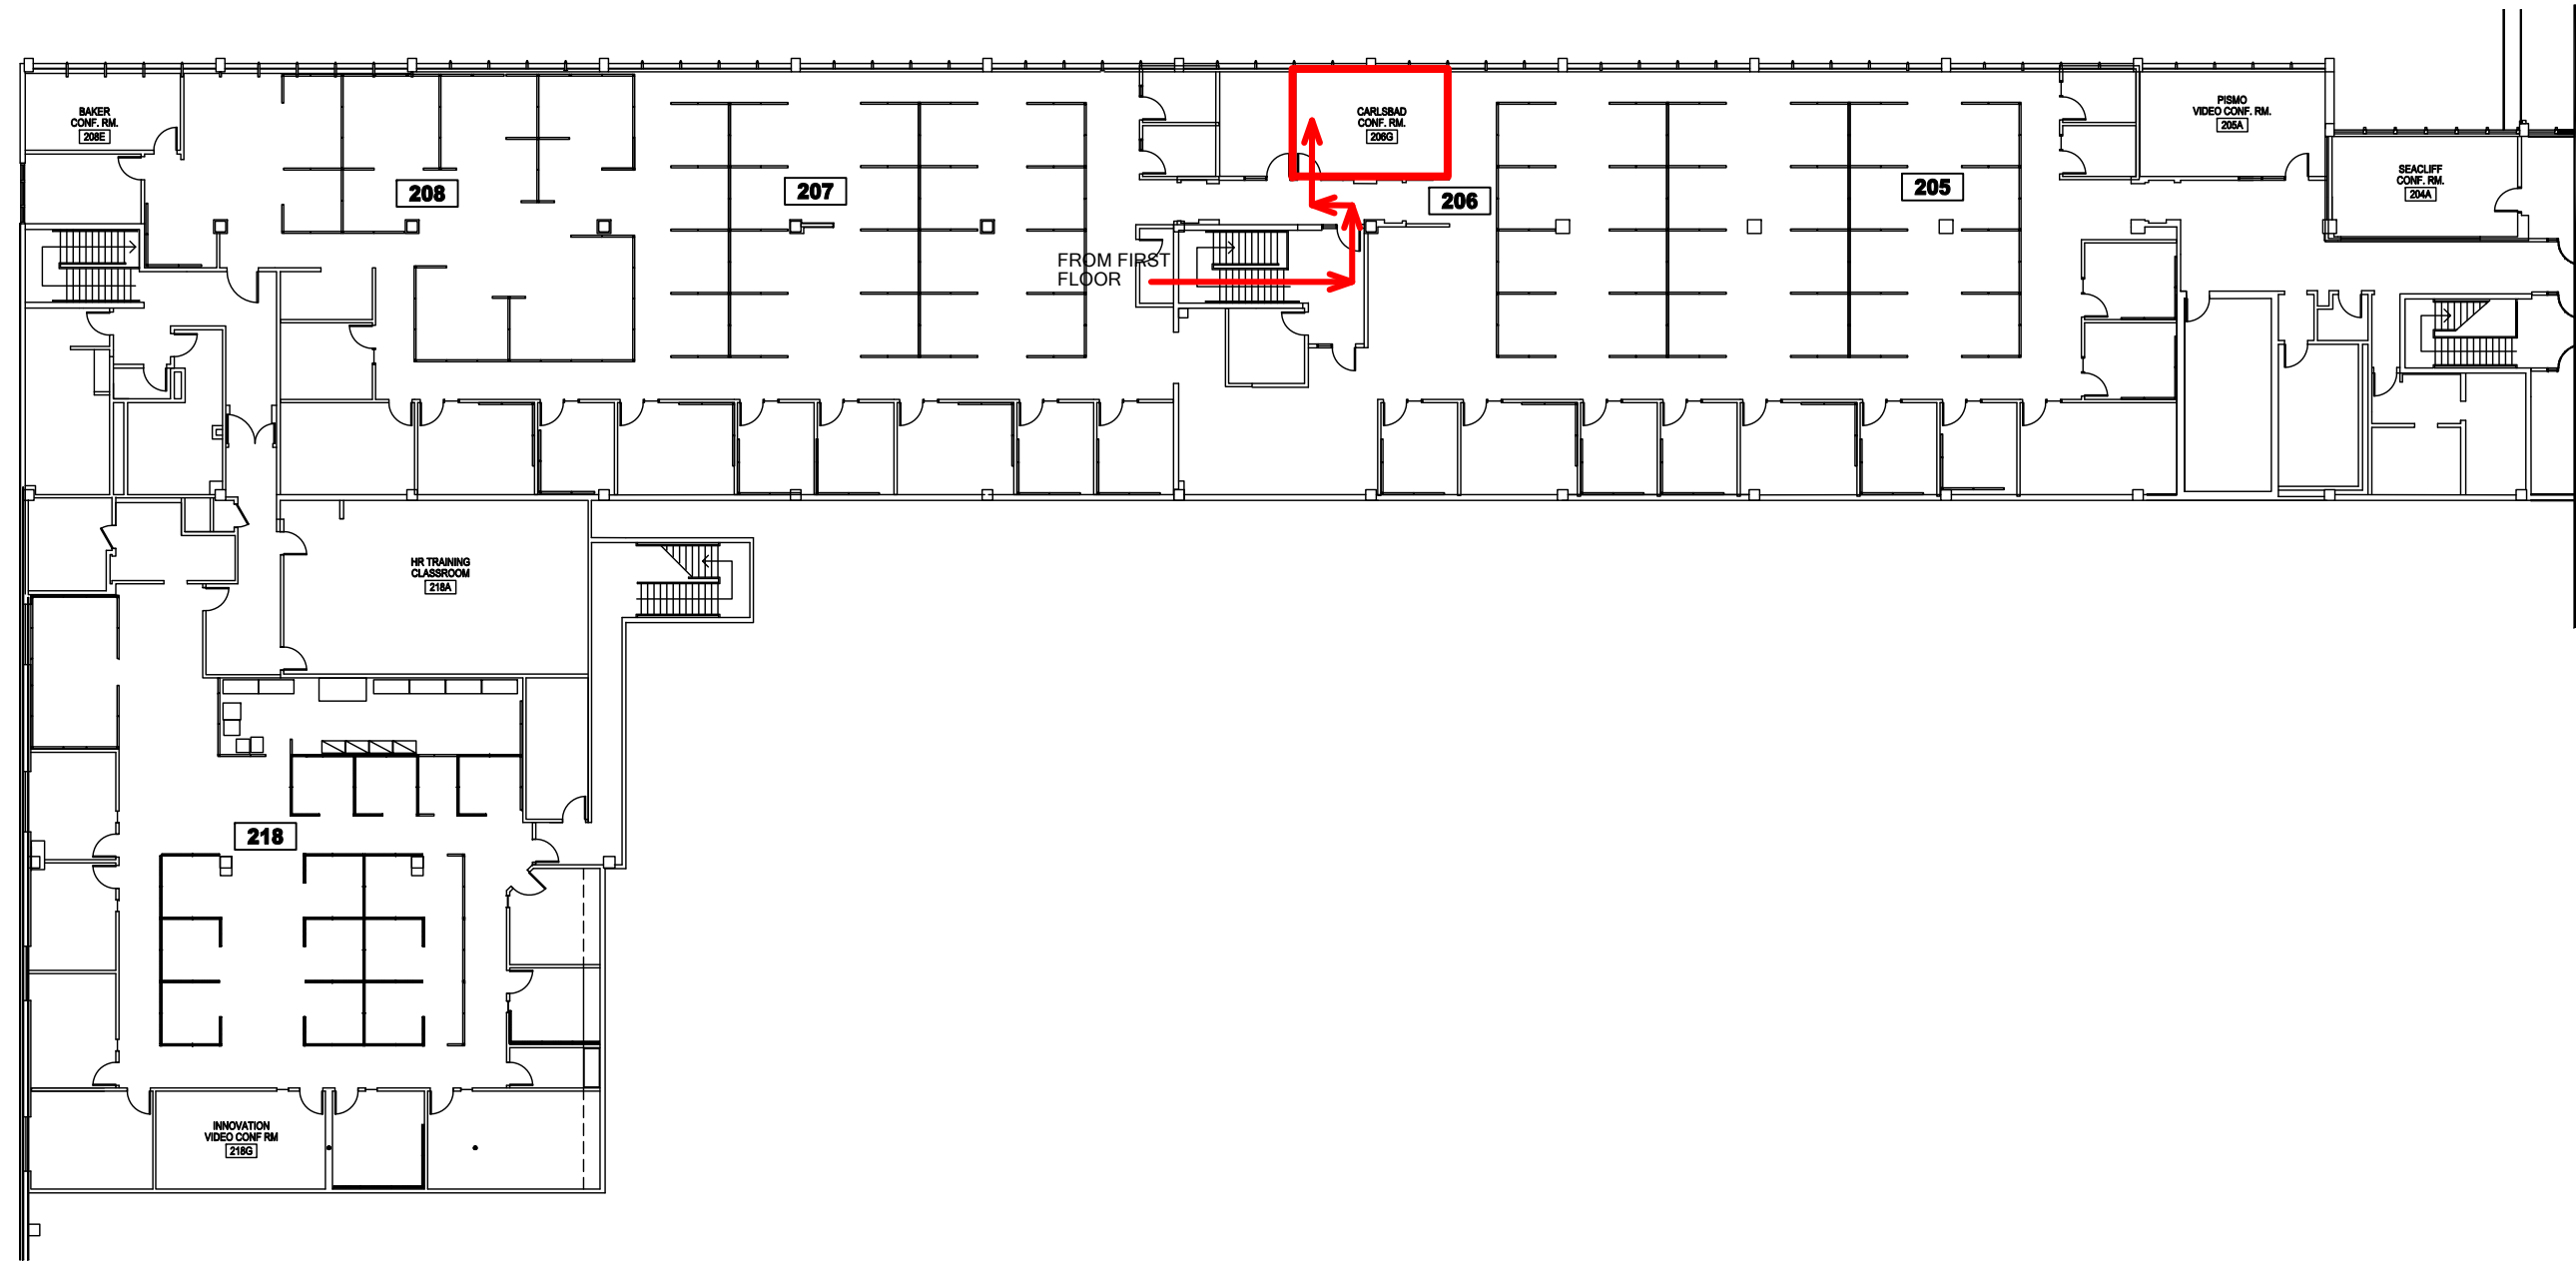 BAKER
CONF. RM.
208E
208
207
CARLSBAD
CONF. RM.
206G
206
205
PISMO
VIDEO CONF. RM.
205A
SEACLIFF
CONF. RM.
204A
FROM FIRST
FLOOR
HR TRAINING
CLASSROOM
218A
218
INNOVATION
VIDEO CONF RM
218G